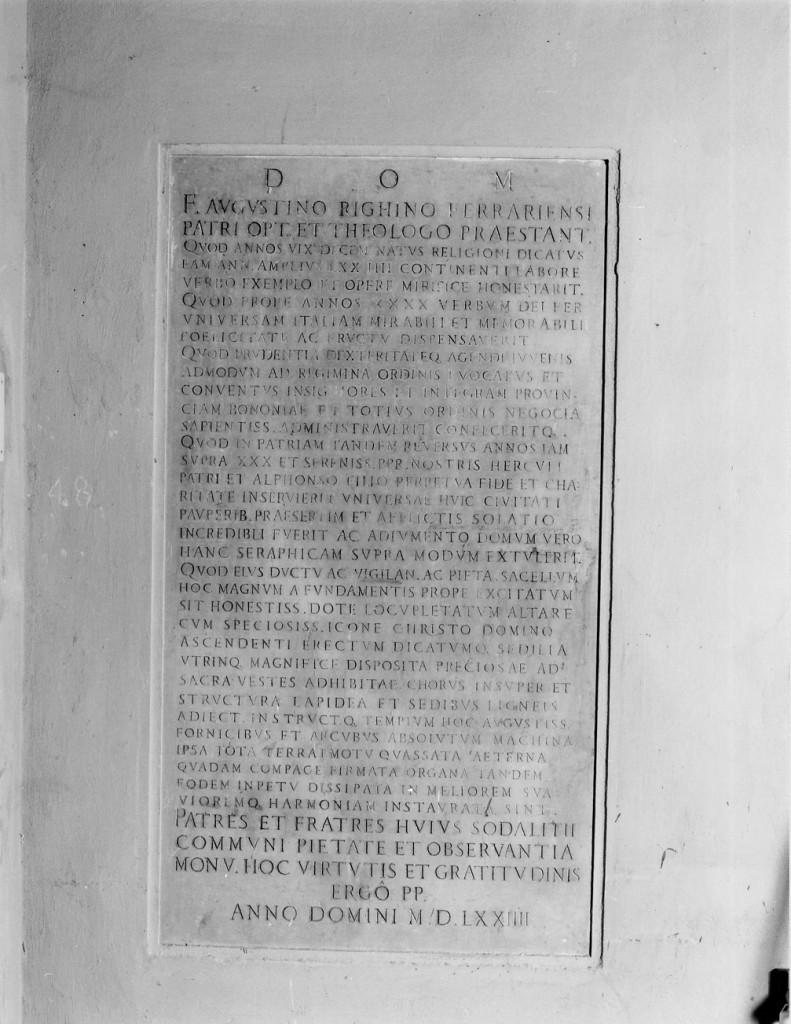 D O M
F. AVGVSTINO RIGHINO FERRARIENSI
PATRI OPT. ET THEOLOGO PRAESTANT.
QVOD ANNOS VIX DECEM NATVS RELIGIONI DICATVS
EAM ANN. AMPLIVS LXXIIII CONTINENTI LABORE
VERBO EXEMPLO ET OPERE MIRIFICE HONESTARIT.
QVOD PROPE ANNOS XXXX VERBVM DEI PER
VNIVERSAM ITALIAM MIRABILI ET MEMORABILI
FOELICITATE AC FRVCTV DISPENSAVERIT
QVOD PRVDENTIA DEXTERITATEQ. AGENDI IVVENIS
ADMODVM AD REGIMINA ORDINIS EVOCATVS ET
CONVENTVS INSIGNIORES ET INTEGRAM PROVIN-
CIAM BONONIAE ET TOTIVS ORDINIS NEGOCIA
SAPIENTISS. ADMINISTRAVERIT CONFECERITQ.
QVOD IN PATRIAM TANDEM REVERSVS ANNOS IAM
SVPRA XXX ET SERENISS. PPR. NOSTRIS HERCVLI
PATRI ET ALPHONSO FILIO PERPETVA FIDE ET CHA-
RITATE INSERVIERIT VNIVERSAE HVIC CIVITATI
PAVPERIB. PRAESERTIM ET AFFLICTIS SOLATIO
INCREDIBLI FVERIT AC ADIVMENTO DOMVM VERO
HANC SERAPHICAM SVPRA MODVM EXTVLERIT.
QVOD EIVS DVCTV AC VIGILAN. AC PIETA. SACELLVM
HOC MAGNVM A FVNDAMENTIS PROPE EXCITATVM
SIT HONESTISS. DOTE LOCVPLETATVM ALTARE
CVM SPECIOSISS. ICONE CHRISTO DOMINO
ASCENDENTI ERECTVM DICATVMQ. SEDILIA
VTRINQ. MAGNIFICE DISPOSITA PRECIOSAE AD
SACRA VESTES ADHIBITAE CHORVS INSVPER ET
STRVCTVRA LAPIDEA ET SEDIBVS LIGNEIS
ADIECT. INSTRVCTQ. TEMPLVM HOC AVGVSTISS.
FORNICIBVS ET ARCVBVS ABSOLVTVM MACHINA
IPSA TOTA TERRAEMOTV QVASSATA AETERNA
QVADAM COMPAGE FIRMATA ORGANA TANDEM
EODEM INPETV DISSIPATA IN MELIOREM SVA-
VIOREMQ. HARMONIAM INSTAVRATA SINT.
PATRES ET FRATRES HVIVS SODALITII
COMMVNI PIETATE ET OBSERVANTIA
MONV. HOC VIRTVTIS ET GRATITVDINIS
ERGO PP.
ANNO DOMINI M.D.LXXIIII
48